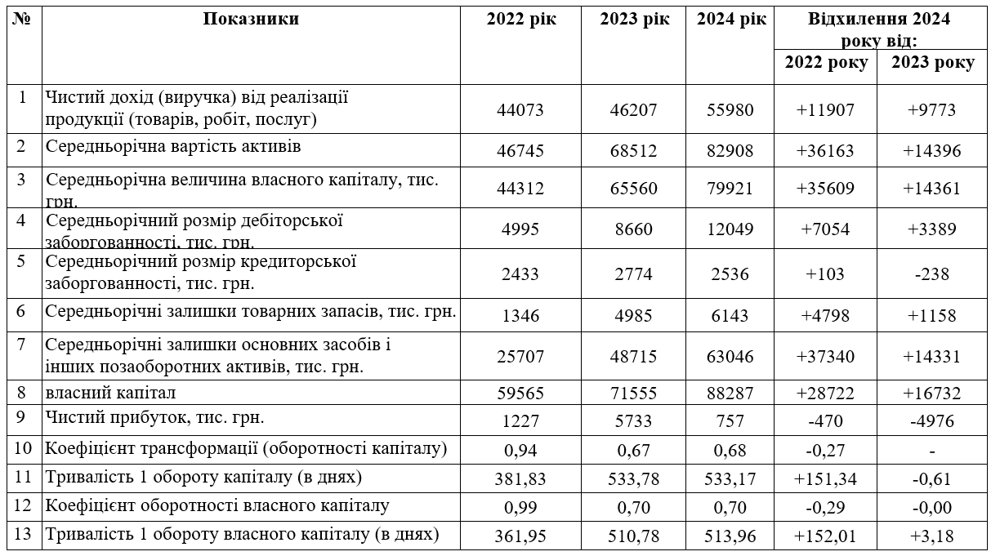 № Показники 2022 рік 2023 рік 2024 рік Відхилення 2024
року від:
2022 року 2023 року
1 Чистий дохід (виручка) від реалізації
продукції (товарів, робіт, послуг) 44073 46207 55980 +11907 +9773
2 Середньорічна вартість активів 46745 68512 82908 +36163 +14396
3 Середньорічна величина власного капіталу, тис.
грн. 44312 65560 79921 +35609 +14361
4 Середньорічний розмір дебіторської
заборгованності, тис. грн. 4995 8660 12049 +7054 +3389
5 Середньорічний розмір кредиторської
заборгованності, тис. грн. 2433 2774 2536 +103 -238
6 Середньорічні залишки товарних запасів, тис. грн. 1346 4985 6143 +4798 +1158
7 Середньорічні залишки основних засобів і
інших позаоборотних активів, тис. грн. 25707 48715 63046 +37340 +14331
8 власний капітал 59565 71555 88287 +28722 +16732
9 Чистий прибуток, тис. грн. 1227 5733 757 -470 -4976
10 Коефіцієнт трансформації (оборотності капіталу) 0,94 0,67 0,68 -0,27 -
11 Тривалість 1 обороту капіталу (в днях) 381,83 533,78 533,17 +151,34 -0,61
12 Коефіцієнт оборотності власного капіталу 0,99 0,70 0,70 -0,29 -0,00
13 Тривалість 1 обороту власного капіталу (в днях) 361,95 510,78 513,96 +152,01 +3,18